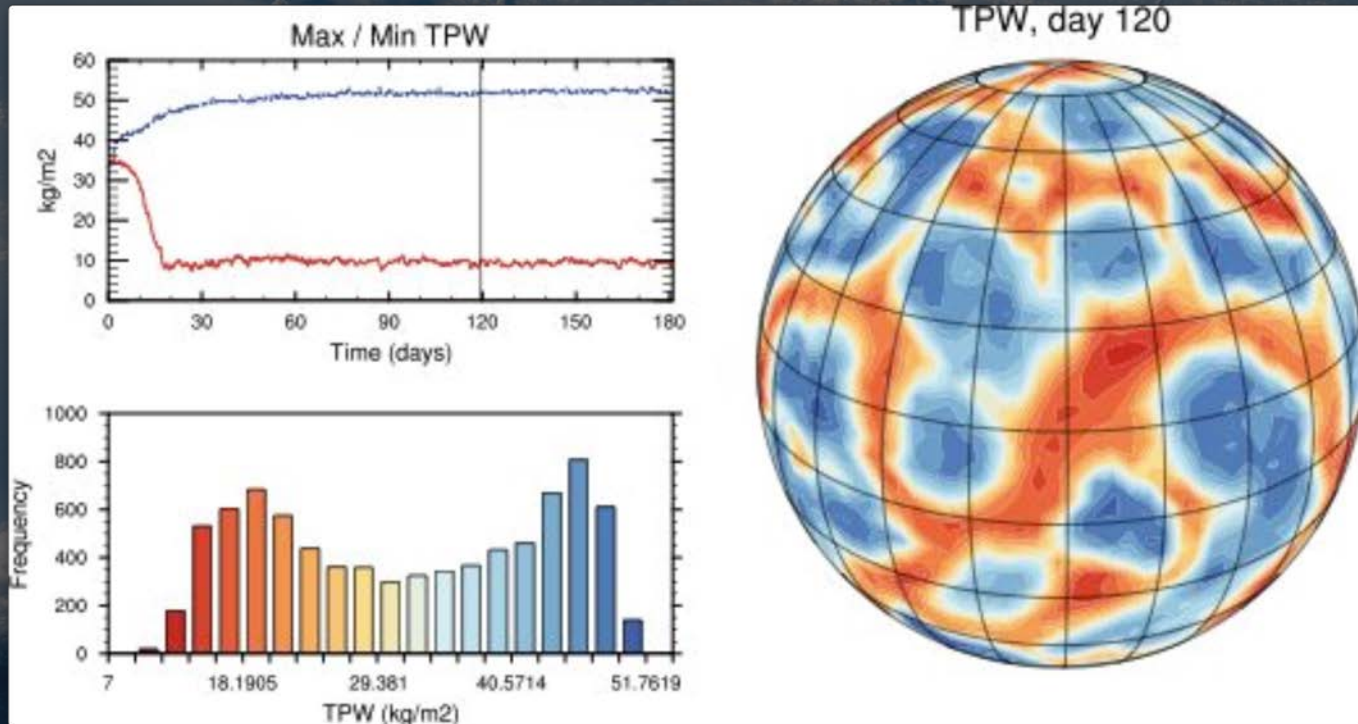 Max / Min TPW
60
50
40
30
20
10
0
kg/m2
0 30 60 90 120 150 180
Time (days)
1000
800
600
400
200
0
Frequency
7 18.1905 29.381 40.5714 51.7619
TPW (kg/m2)
TPW, day 120